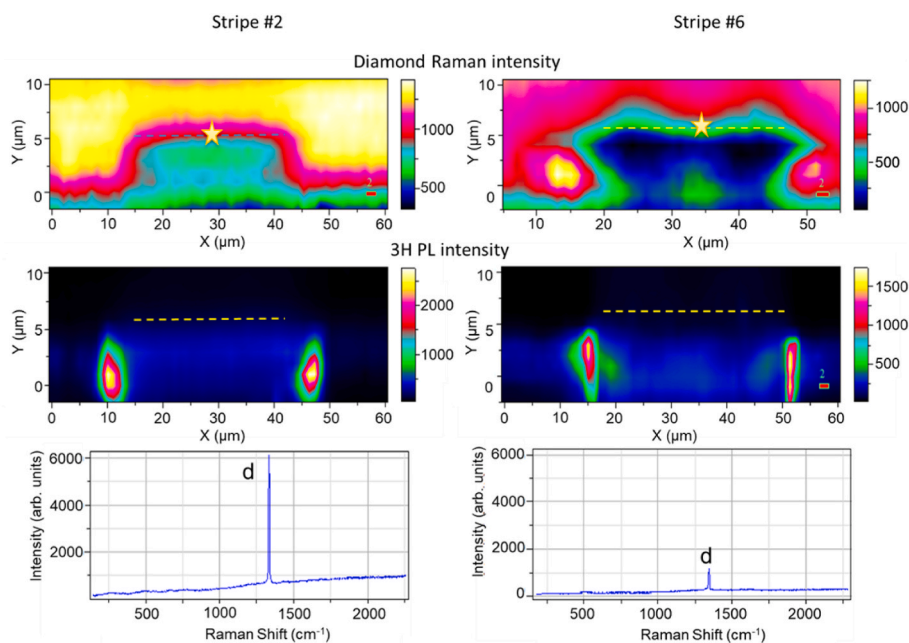 Stripe #2
Stripe #6
Diamond Raman intensity
10
5
0
Y (µm)
0 10 20 30 40 50 60
X (µm)
1000
500
2
10
5
0
Y (µm)
10 20 30 40 50
X (µm)
1000
500
2
3H PL intensity
10
5
0
Y (µm)
0 10 20 30 40 50 60
X (µm)
2000
1000
10
5
0
Y (µm)
0 10 20 30 40 50 60
X (µm)
1500
1000
500
2
6000
4000
2000
Intensity (arb. units)
d
500 1000 1500 2000
Raman Shift (cm⁻¹)
6000
4000
2000
0
Intensity (arb. units)
d
500 1000 1500 2000
Raman Shift (cm⁻¹)